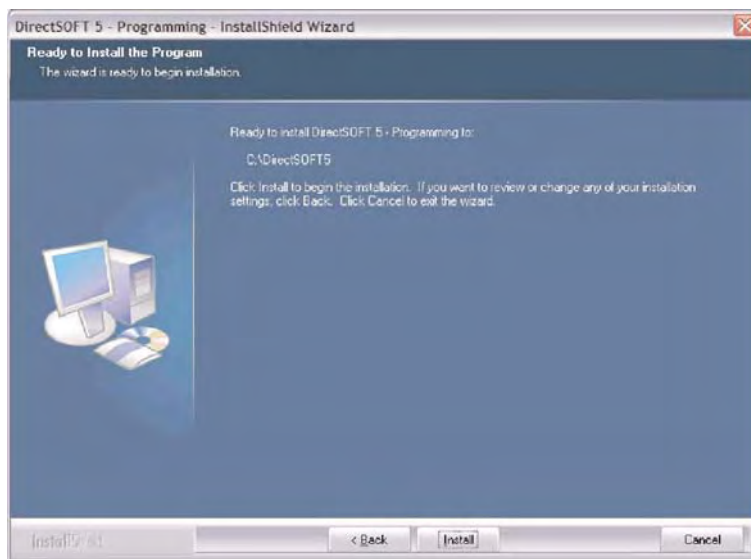 DirectSOFT 5 - Programming - InstallShield Wizard
Ready to Install the Program
The wizard is ready to begin installation.
Ready to install DirectSOFT 5 - Programming to:
C:\DirectSOFT5
Click Install to begin the installation. If you want to review or change any of your installation
settings, click Back. Click Cancel to exit the wizard.
< Back
Install
Cancel